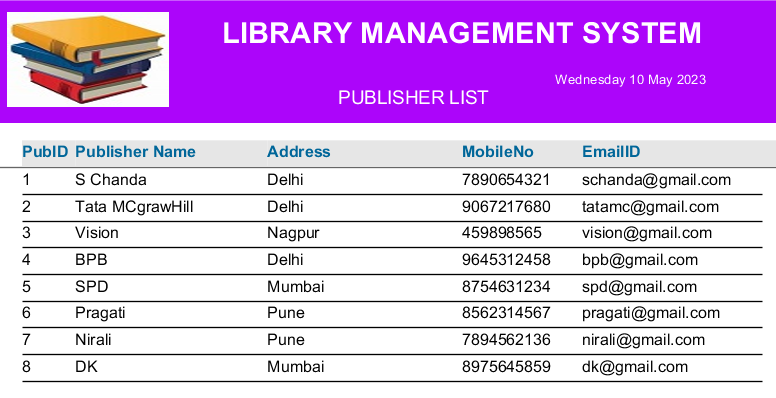 LIBRARY MANAGEMENT SYSTEM
Wednesday 10 May 2023
PUBLISHER LIST
PubID Publisher Name Address MobileNo EmailID
1 S Chanda Delhi 7890654321 schanda@gmail.com
2 Tata MCgrawHill Delhi 9067217680 tatamc@gmail.com
3 Vision Nagpur 459898565 vision@gmail.com
4 BPB Delhi 9645312458 bpb@gmail.com
5 SPD Mumbai 8754631234 spd@gmail.com
6 Pragati Pune 8562314567 pragati@gmail.com
7 Nirali Pune 7894562136 nirali@gmail.com
8 DK Mumbai 8975645859 dk@gmail.com